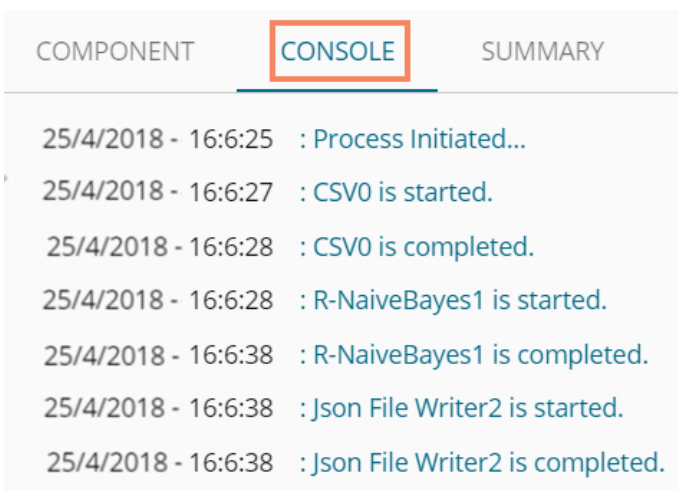 COMPONENT CONSOLE SUMMARY
25/4/2018 - 16:6:25 : Process Initiated...
25/4/2018 - 16:6:27 : CSV0 is started.
25/4/2018 - 16:6:28 : CSV0 is completed.
25/4/2018 - 16:6:28 : R-NaiveBayes1 is started.
25/4/2018 - 16:6:38 : R-NaiveBayes1 is completed.
25/4/2018 - 16:6:38 : Json File Writer2 is started.
25/4/2018 - 16:6:38 : Json File Writer2 is completed.